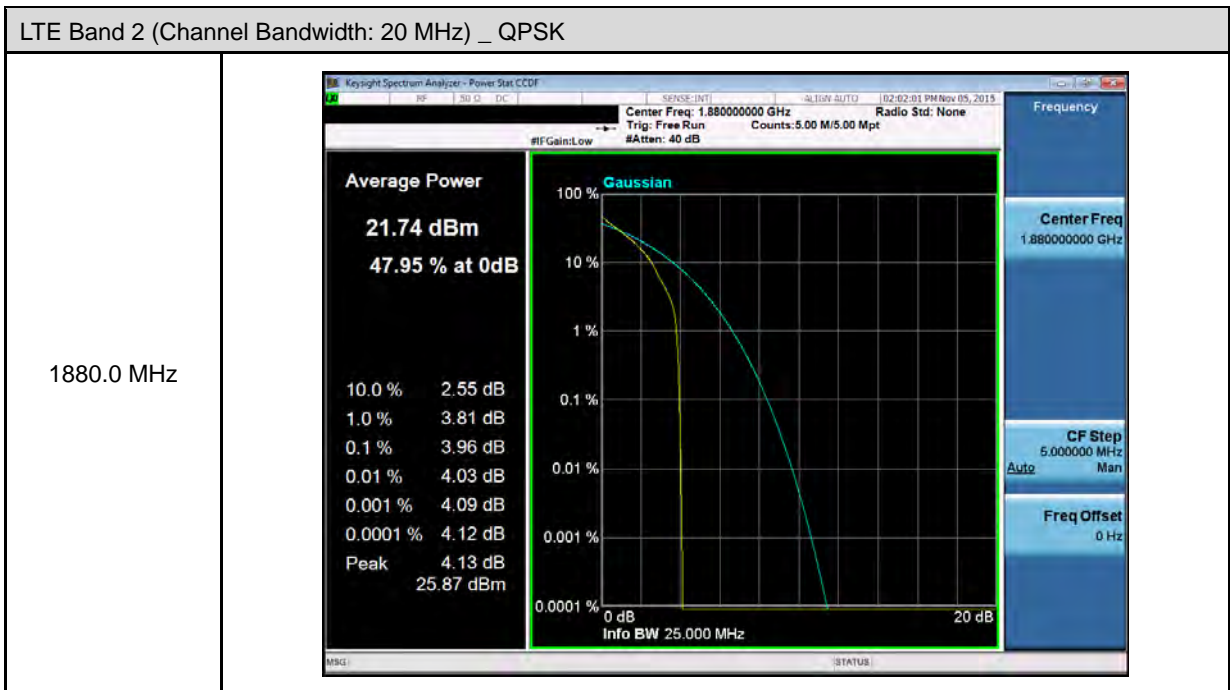 LTE Band 2 (Channel Bandwidth: 20 MHz) _ QPSK
1880.0 MHz
Keysight Spectrum Analyzer - Power Stat CCDF
RF 50 Ω DC SENSE:INT ALIGN AUTO 02:02:01 PM Nov 05, 2015
Center Freq: 1.880000000 GHz Radio Std: None
Trig: Free Run Counts:5.00 M/5.00 Mpt
#IFGain:Low #Atten: 40 dB
Average Power
21.74 dBm
47.95 % at 0dB
10.0 % 2.55 dB
1.0 % 3.81 dB
0.1 % 3.96 dB
0.01 % 4.03 dB
0.001 % 4.09 dB
0.0001 % 4.12 dB
Peak 4.13 dB
25.87 dBm
Gaussian
100 %
10 %
1 %
0.1 %
0.01 %
0.001 %
0.0001 %
0 dB 20 dB
Info BW 25.000 MHz
Frequency
Center Freq
1.880000000 GHz
CF Step
5.000000 MHz
Auto Man
Freq Offset
0 Hz
MSG STATUS